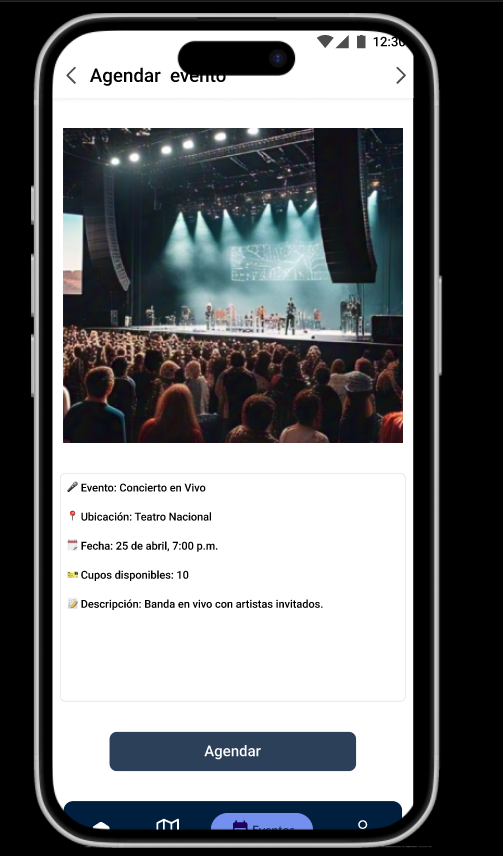 12:30
Agendar evento
🎤 Evento: Concierto en Vivo
📍 Ubicación: Teatro Nacional
🗓️ Fecha: 25 de abril, 7:00 p.m.
🎫 Cupos disponibles: 10
📝 Descripción: Banda en vivo con artistas invitados.
Agendar
Eventos